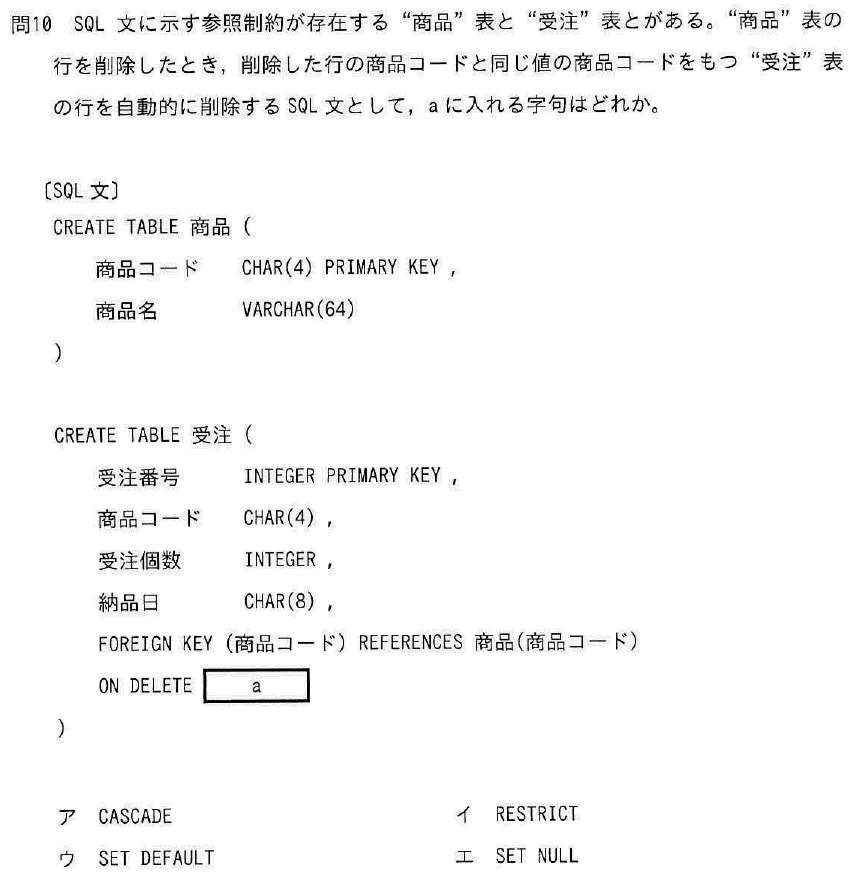 問10 SQL 文に示す参照制約が存在する“商品”表と“受注”表とがある。“商品”表の
行を削除したとき，削除した行の商品コードと同じ値の商品コードをもつ“受注”表
の行を自動的に削除する SQL 文として，a に入れる字句はどれか。
〔SQL 文〕
CREATE TABLE 商品 (
商品コード CHAR(4) PRIMARY KEY ,
商品名 VARCHAR(64)
)
CREATE TABLE 受注 (
受注番号 INTEGER PRIMARY KEY ,
商品コード CHAR(4) ,
受注個数 INTEGER ,
納品日 CHAR(8) ,
FOREIGN KEY (商品コード) REFERENCES 商品(商品コード)
ON DELETE a
)
ア CASCADE イ RESTRICT
ウ SET DEFAULT エ SET NULL